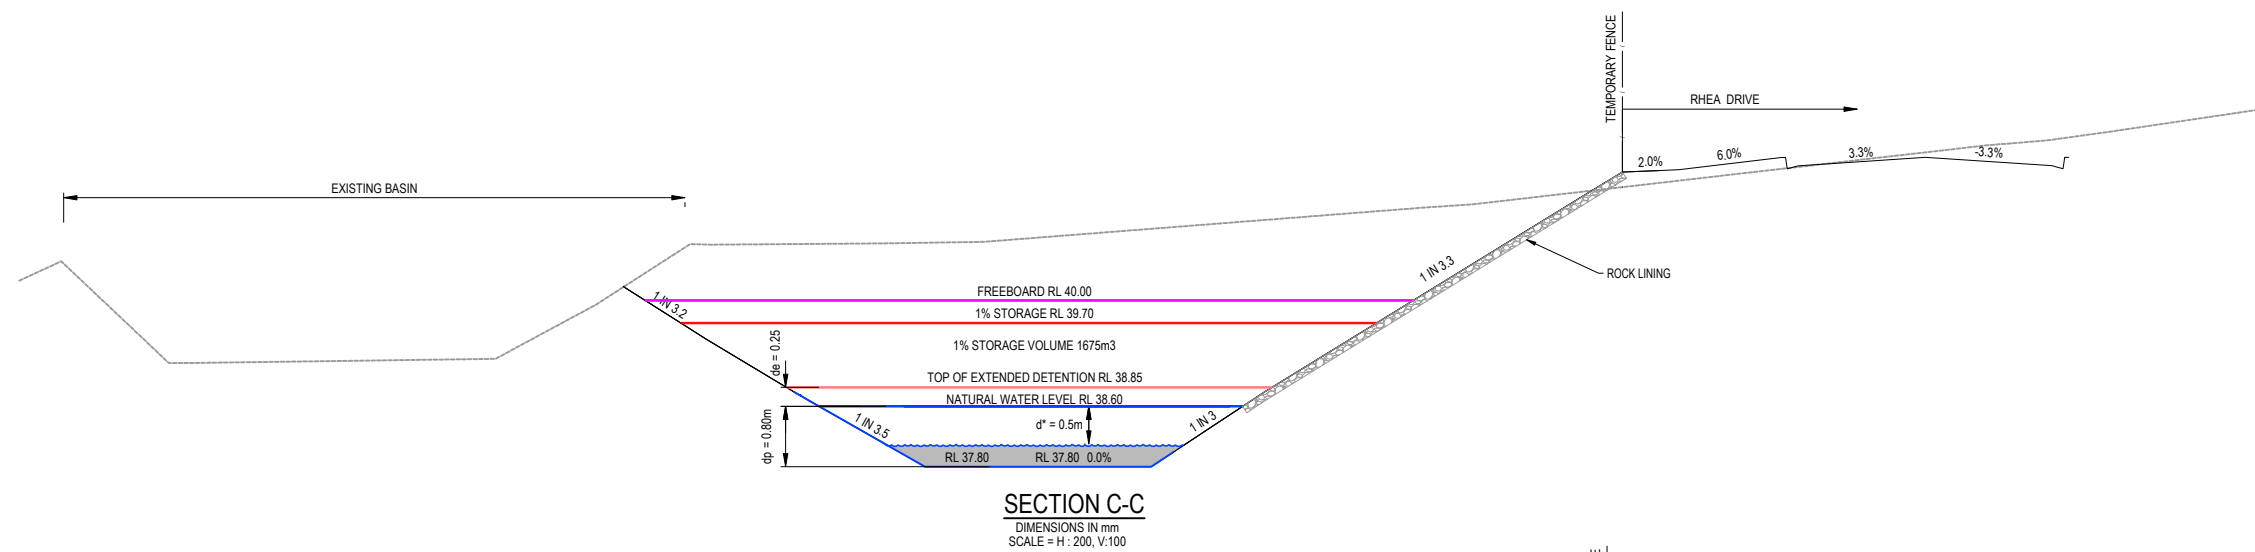 TEMPORARY FENCE
RHEA DRIVE
2.0%
6.0%
3.3%
-3.3%
EXISTING BASIN
ROCK LINING
1 IN 3.3
FREEBOARD RL 40.00
1 IN 3.2
1% STORAGE RL 39.70
1% STORAGE VOLUME 1675m3
de = 0.25
TOP OF EXTENDED DETENTION RL 38.85
NATURAL WATER LEVEL RL 38.60
1 IN 3.5
d* = 0.5m
1 IN 3
dp = 0.80m
RL 37.80
RL 37.80 0.0%
SECTION C-C
DIMENSIONS IN mm
SCALE = H : 200, V:100